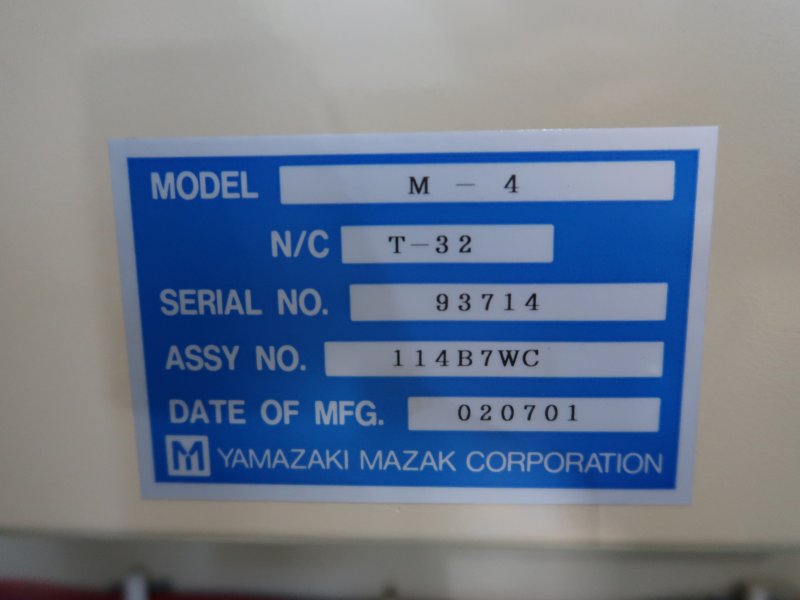 MODEL M - 4
N/C T-32
SERIAL NO. 93714
ASSY NO. 114B7WC
DATE OF MFG. 020701
M YAMAZAKI MAZAK CORPORATION